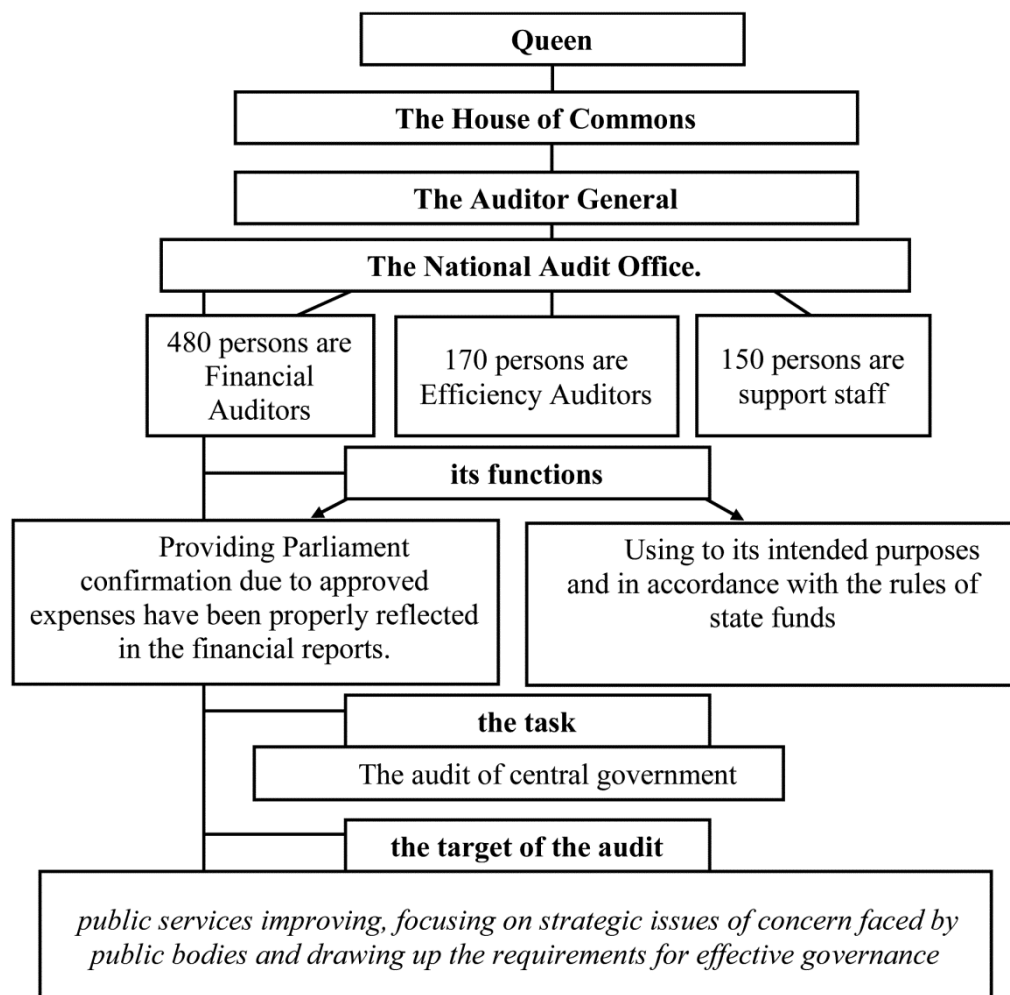 Queen
The House of Commons
The Auditor General
The National Audit Office.
480 persons are
Financial
Auditors
170 persons are
Efficiency Auditors
150 persons are
support staff
its functions
Providing Parliament
confirmation due to approved
expenses have been properly reflected
in the financial reports.
Using to its intended purposes
and in accordance with the rules of
state funds
the task
The audit of central government
the target of the audit
public services improving, focusing on strategic issues of concern faced by
public bodies and drawing up the requirements for effective governance